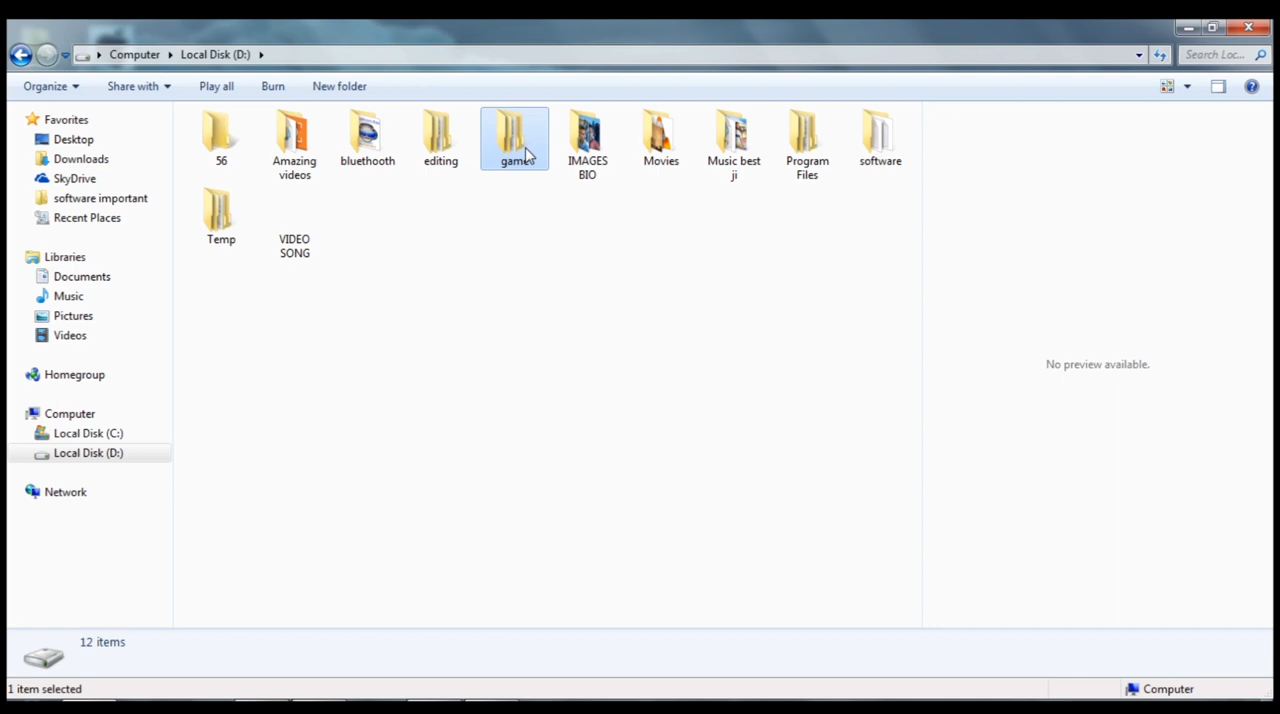 Computer Local Disk (D:)
Search Loc...
Organize Share with Play all Burn New folder
Favorites
Desktop
Downloads
SkyDrive
software important
Recent Places
Libraries
Documents
Music
Pictures
Videos
Homegroup
Computer
Local Disk (C:)
Local Disk (D:)
Network
56
Amazing
videos
bluethooth
editing
games
IMAGES
BIO
Movies
Music best
ji
Program
Files
software
Temp
VIDEO
SONG
No preview available.
12 items
1 item selected
Computer